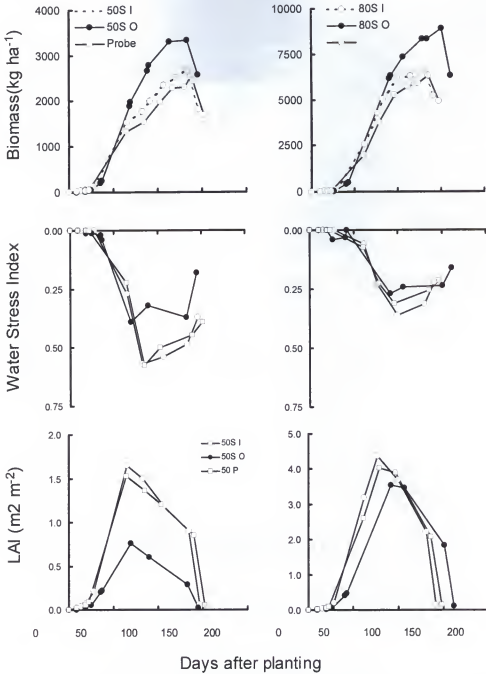 4000
3000
2000
1000
0
Biomass(kg ha-1)
50S I
50S O
Probe
10000
7500
5000
2500
0
80S I
80S O
0.00
0.25
0.50
0.75
Water Stress Index
0.00
0.25
0.50
0.75
2.0
1.5
1.0
0.5
0.0
LAI (m2 m-2)
50S I
50S O
50 P
5.0
4.0
3.0
2.0
1.0
0.0
0 50 100 150 200
0 50 100 150 200
Days after planting